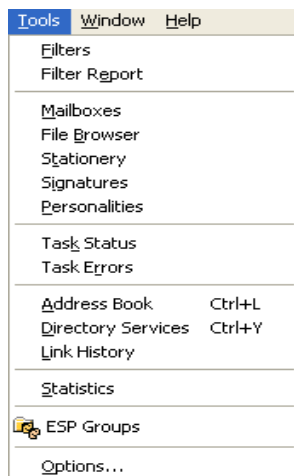 Tools Window Help
Filters
Filter Report
Mailboxes
File Browser
Stationery
Signatures
Personalities
Task Status
Task Errors
Address Book Ctrl+L
Directory Services Ctrl+Y
Link History
Statistics
ESP Groups
Options...